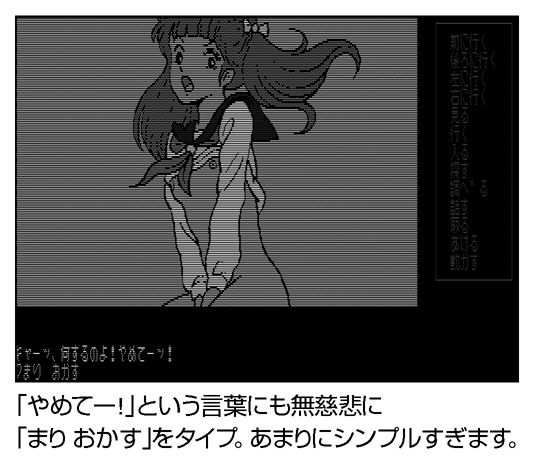 前に行く
後ろに行く
左に行く
右に行く
見る
行く
入る
探す
調べる
話す
取る
あける
動かす
キャーッ、何するのよ!やめてーッ!
?まり おかす
「やめてー!」という言葉にも無慈悲に
「まり おかす」をタイプ。あまりにシンプルすぎます。